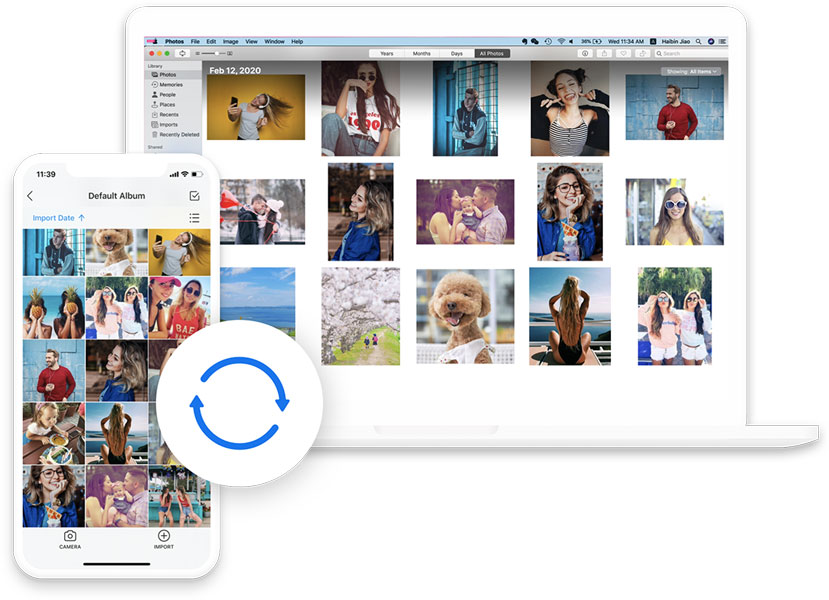 Photos File Edit Image View Window Help
30% Wed 11:34 AM Haibin Jiao
Years Months Days All Photos
Search
Library
Photos
Memories
People
Places
Recents
Imports
Recently Deleted
Shared
Feb 12, 2020
Showing: All Items
11:39
Default Album
Import Date
CAMERA
IMPORT